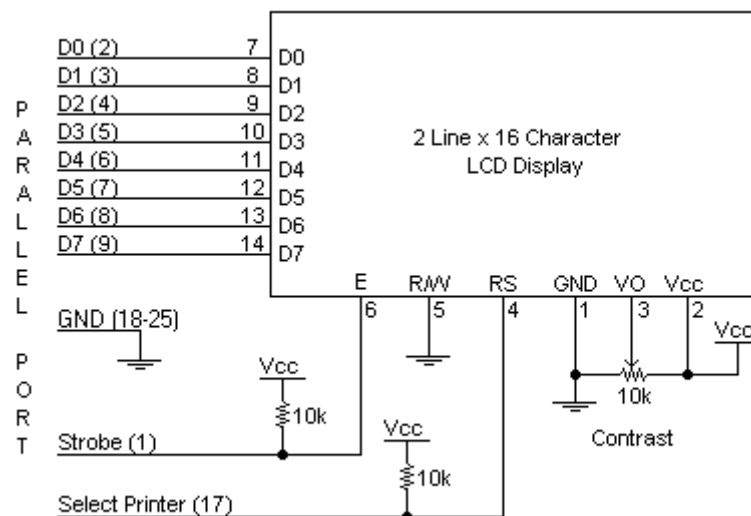 PARALLEL PORT
D0 (2) 7 D0
D1 (3) 8 D1
D2 (4) 9 D2
D3 (5) 10 D3
D4 (6) 11 D4
D5 (7) 12 D5
D6 (8) 13 D6
D7 (9) 14 D7
2 Line x 16 Character
LCD Display
E R/W RS GND VO Vcc
6 5 4 1 3 2
GND (18-25)
Vcc
10k
Contrast
Vcc
10k
Strobe (1)
Vcc
10k
Select Printer (17)